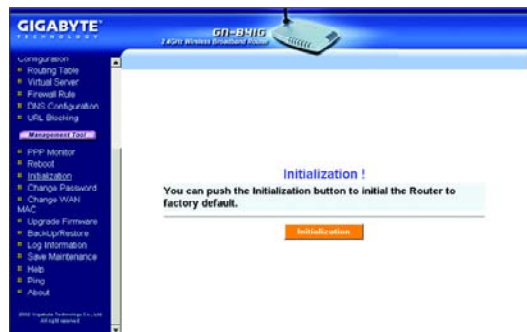 GIGABYTE
TECHNOLOGY
GN-B41G
2.4GHz Wireless Broadband Router
Configuration
Routing Table
Virtual Server
Firewall Rule
DNS Configuration
URL Blocking
Management Tool
PPP Monitor
Reboot
Initialization
Change Password
Change WAN
MAC
Upgrade Firmware
BackUp/Restore
Log Information
Save Maintenance
Help
Ping
About
All right reserved
Initialization !
You can push the Initialization button to initial the Router to
factory default.
Initialization